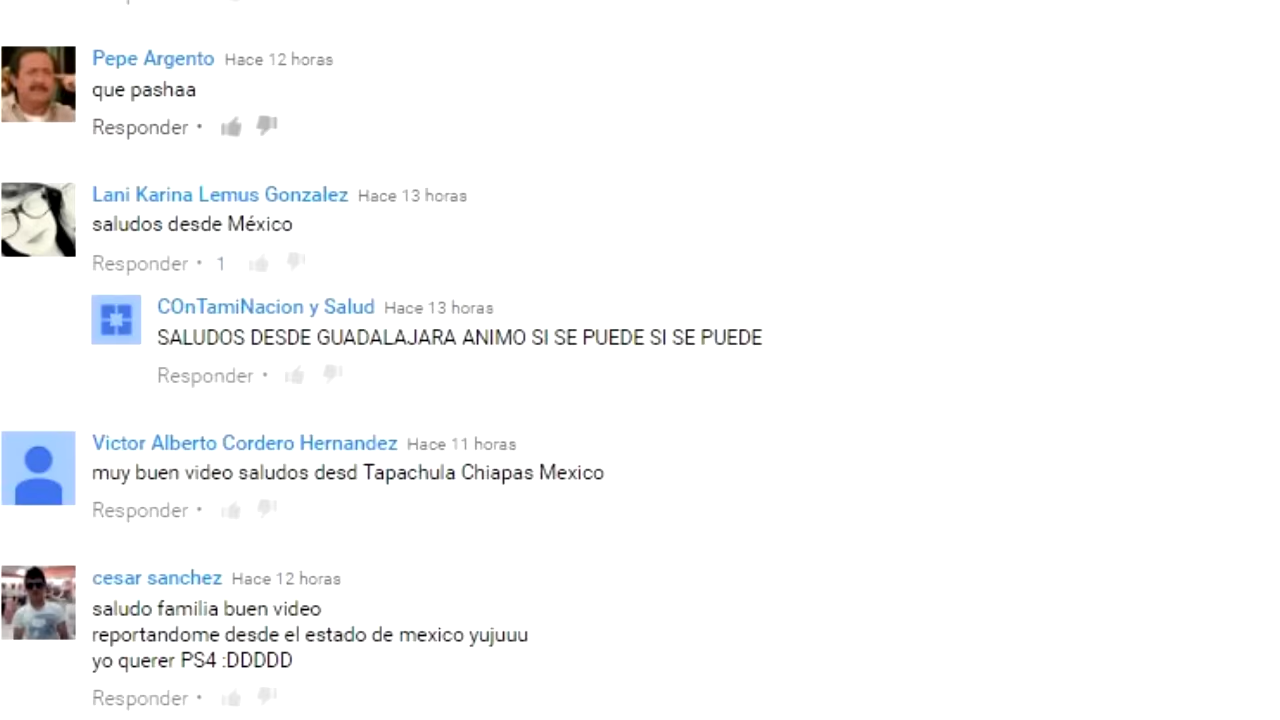 Pepe Argento Hace 12 horas
que pashaa
Responder •
Lani Karina Lemus Gonzalez Hace 13 horas
saludos desde México
Responder • 1
COnTamiNacion y Salud Hace 13 horas
SALUDOS DESDE GUADALAJARA ANIMO SI SE PUEDE SI SE PUEDE
Responder •
Victor Alberto Cordero Hernandez Hace 11 horas
muy buen video saludos desd Tapachula Chiapas Mexico
Responder •
cesar sanchez Hace 12 horas
saludo familia buen video
reportandome desde el estado de mexico yujuuu
yo querer PS4 :DDDDD
Responder •